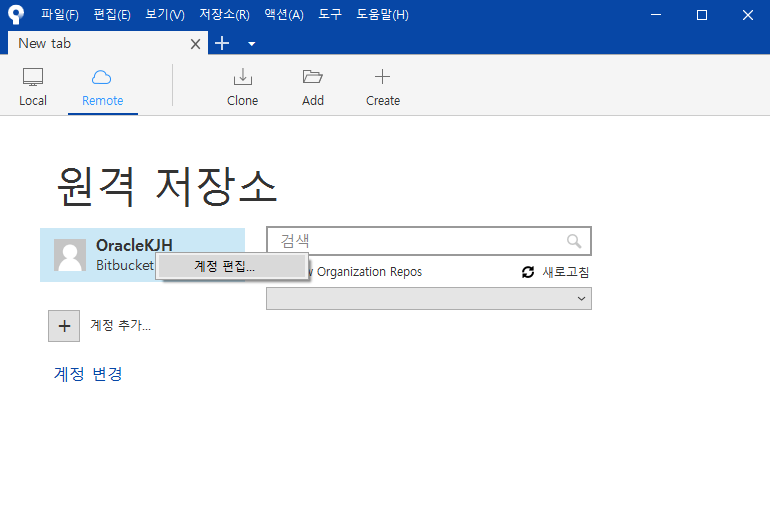 파일(F) 편집(E) 보기(V) 저장소(R) 액션(A) 도구 도움말(H)
New tab
Local Remote Clone Add Create
원격 저장소
OracleKJH
Bitbucket
계정 편집...
검색
Organization Repos 새로고침
계정 추가...
계정 변경